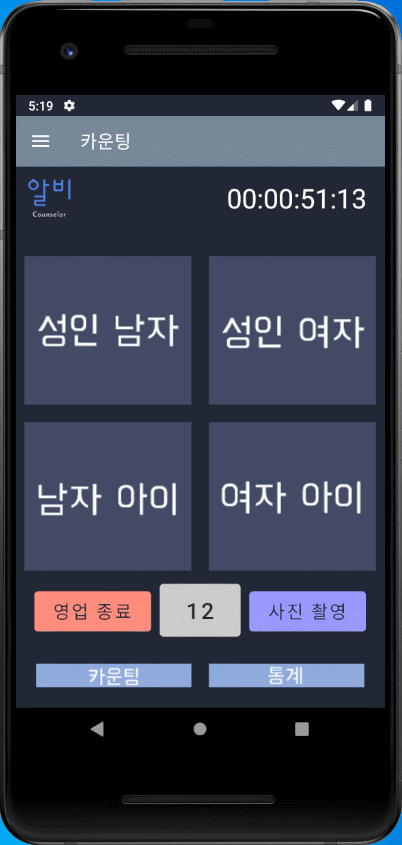 5:19
카운팅
알비
Counselor
00:00:51:13
성인 남자
성인 여자
남자 아이
여자 아이
영업 종료
12
사진 촬영
카운팅
통계